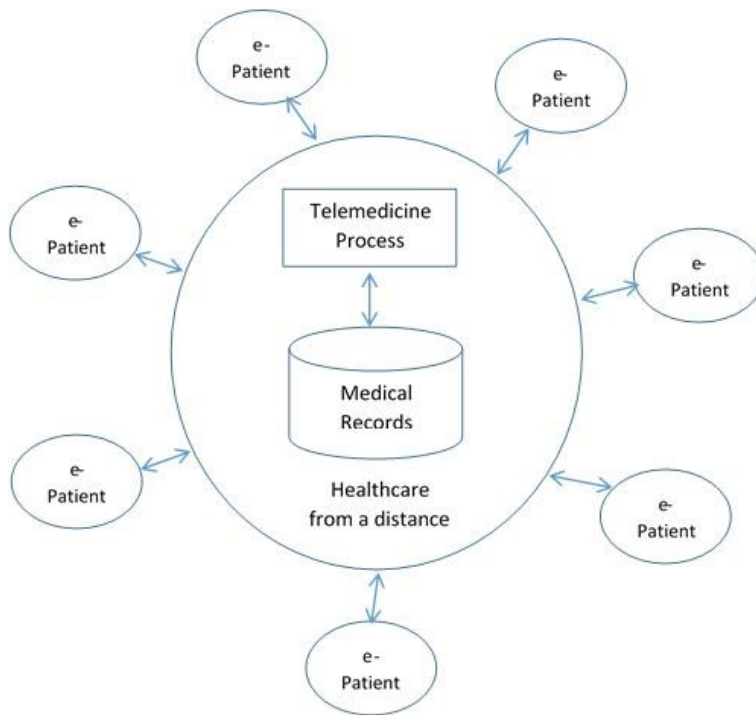 e-
Patient
e-
Patient
Telemedicine
Process
e-
Patient
e-
Patient
Medical
Records
e-
Patient
Healthcare
from a distance
e-
Patient
e-
Patient